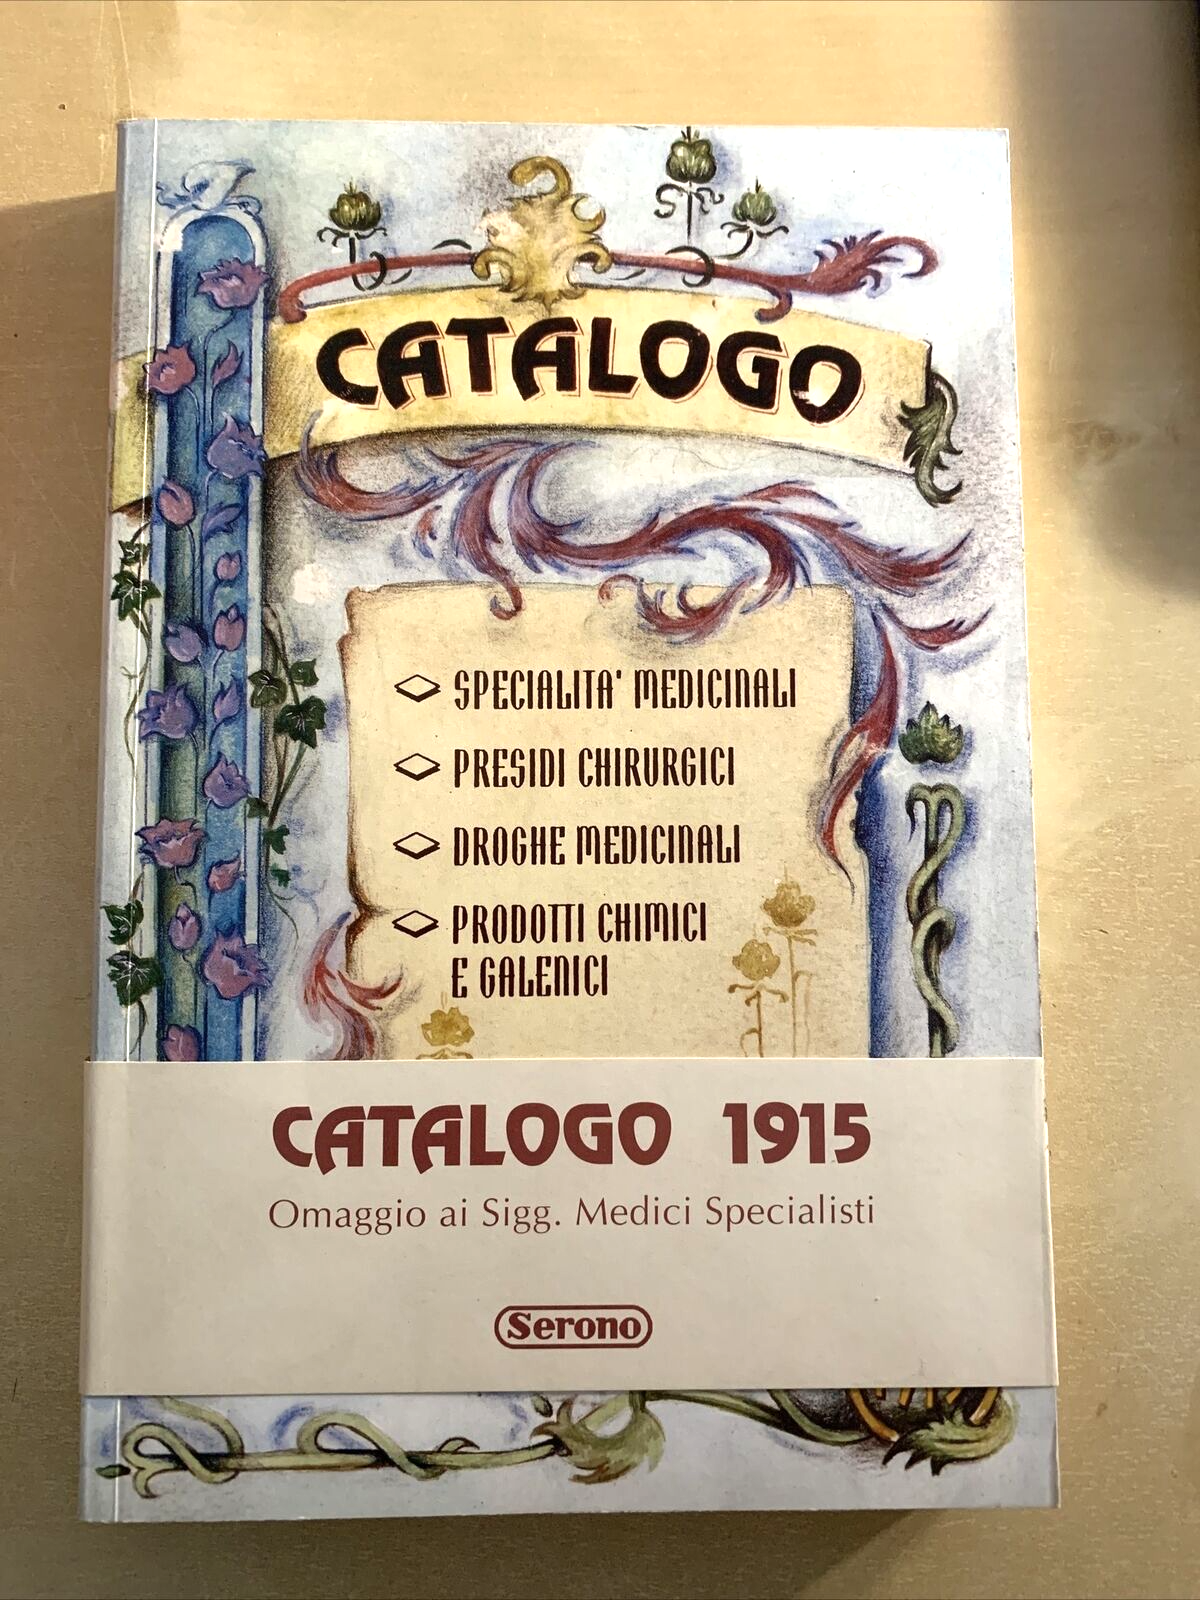 CATALOGO
SPECIALITA' MEDICINALI
PRESIDI CHIRURGICI
DROGHE MEDICINALI
PRODOTTI CHIMICI
E GALENICI
CATALOGO 1915
Omaggio ai Sigg. Medici Specialisti
Serono